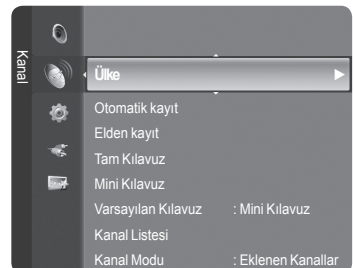 Kanal
Ülke
Otomatik kayıt
Elden kayıt
Tam Kılavuz
Mini Kılavuz
Varsayılan Kılavuz : Mini Kılavuz
Kanal Listesi
Kanal Modu : Eklenen Kanallar